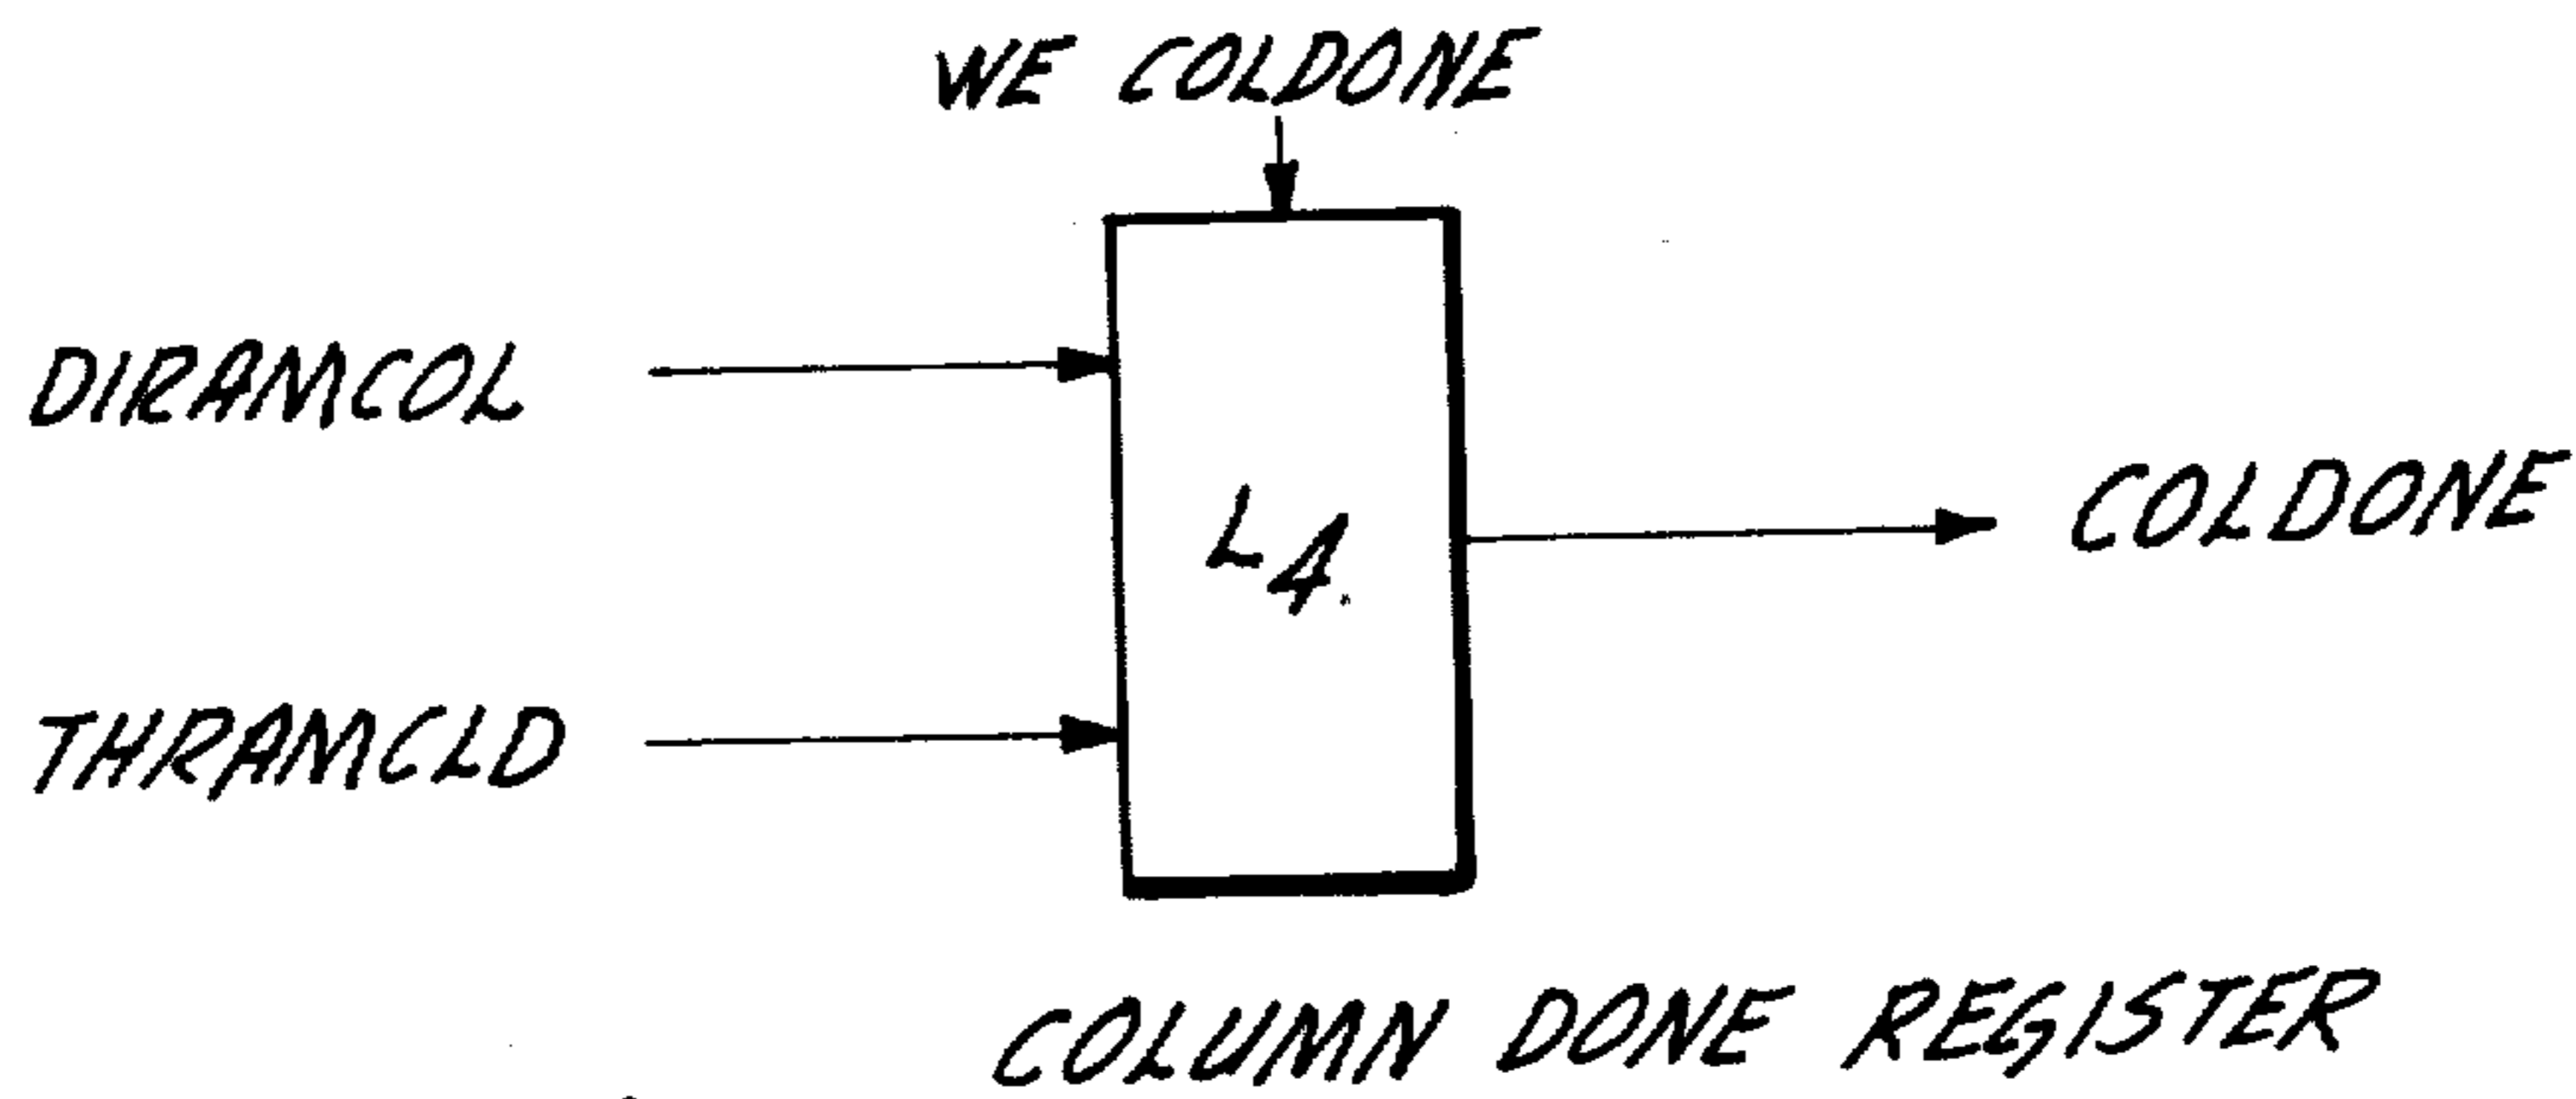 WE COLDONE
DIRAMCOL
L4
COLDONE
THRAMCLD
COLUMN DONE REGISTER